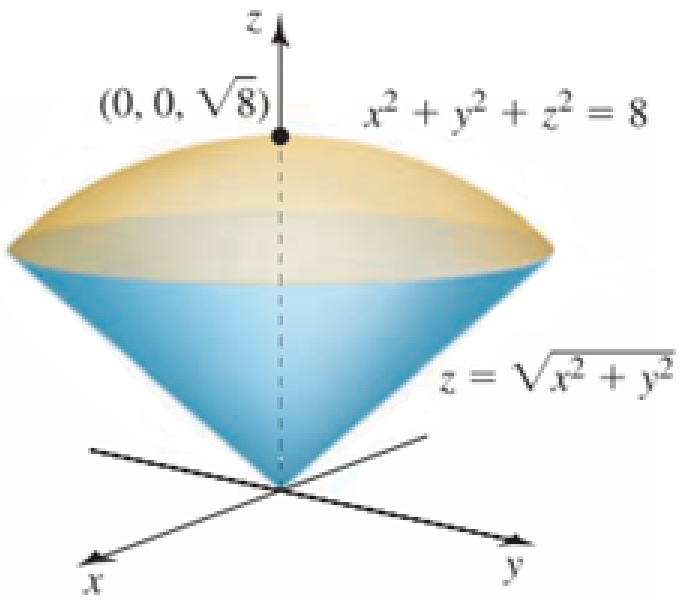 z
(0, 0, √8)
x² + y² + z² = 8
z = √x² + y²
x
y